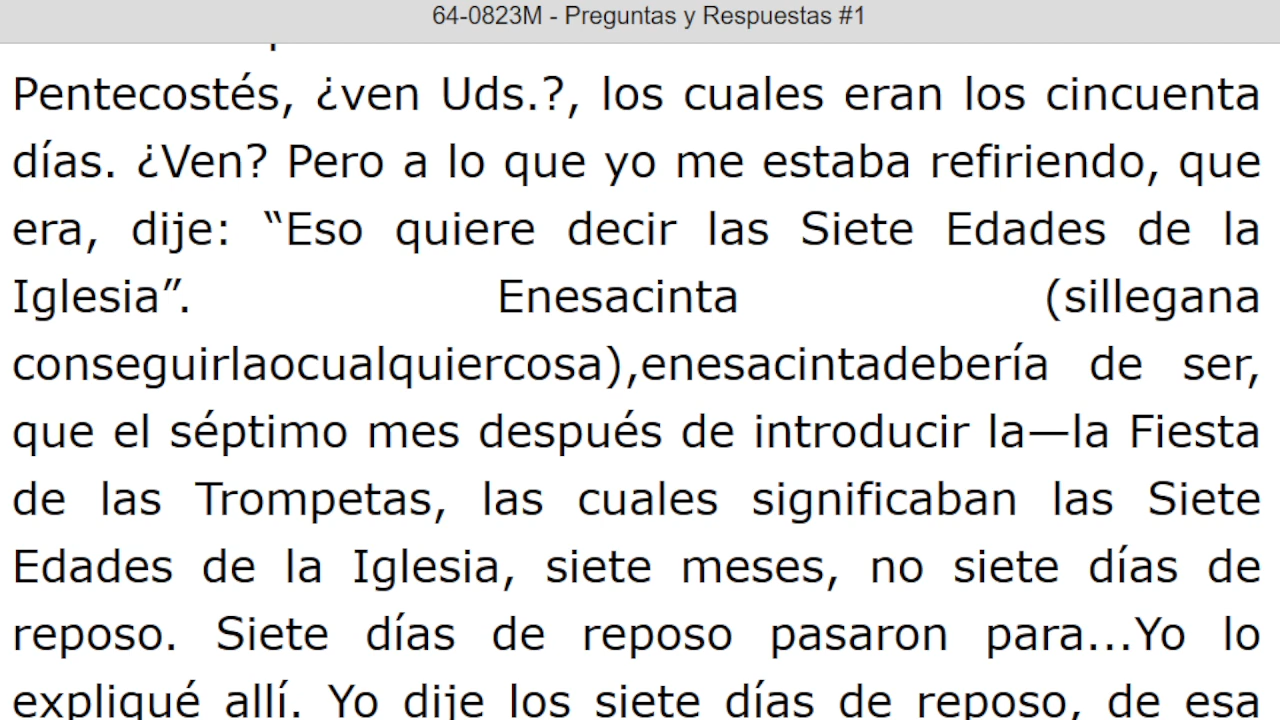 64-0823M - Preguntas y Respuestas #1
Pentecostés, ¿ven Uds.?, los cuales eran los cincuenta
días. ¿Ven? Pero a lo que yo me estaba refiriendo, que
era, dije: “Eso quiere decir las Siete Edades de la
Iglesia”. Enesacinta (sillegana
conseguirlaocualquiercosa),enesacintadebería de ser,
que el séptimo mes después de introducir la—la Fiesta
de las Trompetas, las cuales significaban las Siete
Edades de la Iglesia, siete meses, no siete días de
reposo. Siete días de reposo pasaron para...Yo lo
expliqué allí. Yo dije los siete días de reposo, de esa